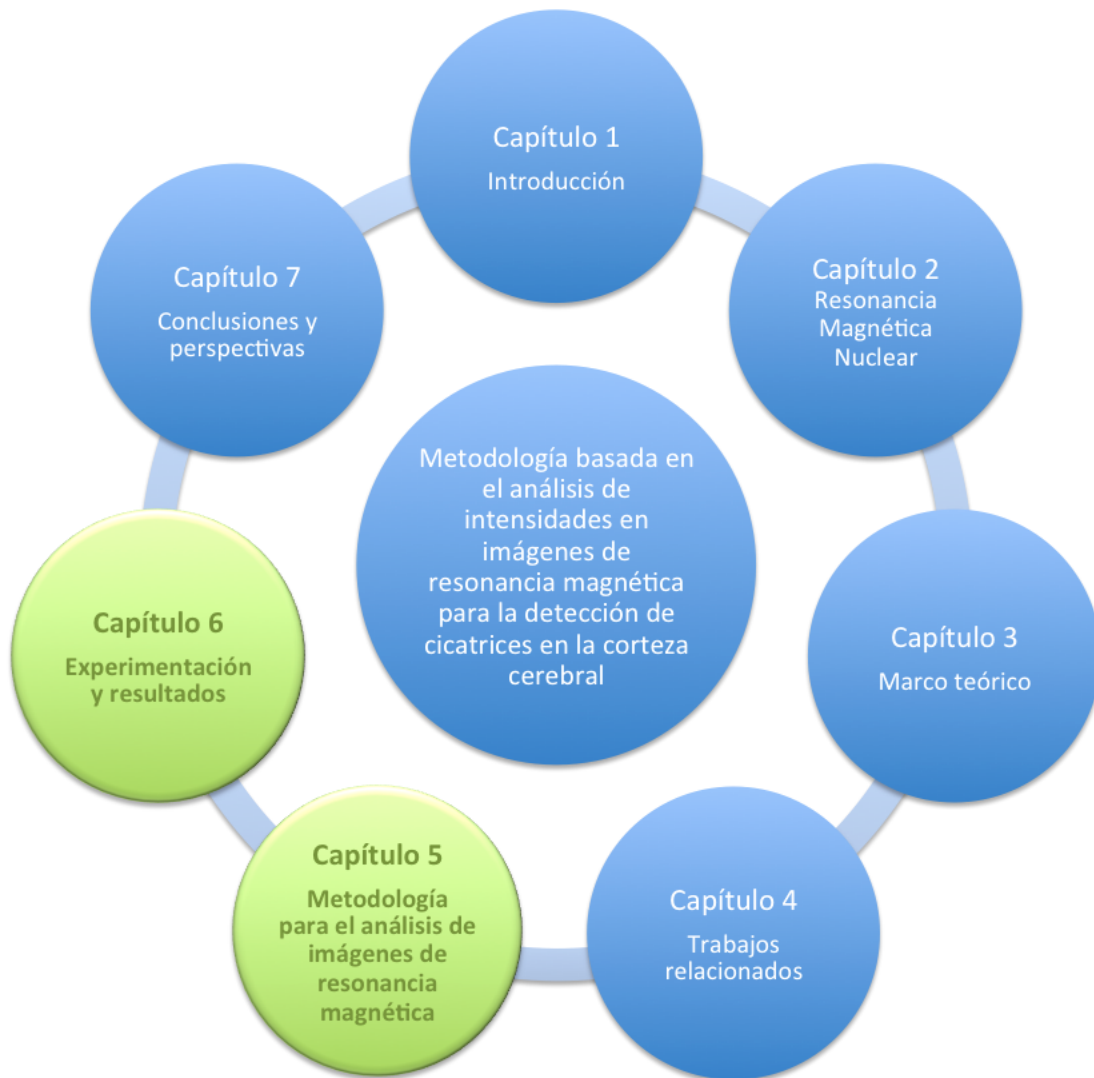 Capítulo 1
Introducción
Capítulo 2
Resonancia
Magnética
Nuclear
Capítulo 3
Marco teórico
Capítulo 4
Trabajos
relacionados
Capítulo 5
Metodología
para el análisis de
imágenes de
resonancia
magnética
Capítulo 6
Experimentación
y resultados
Capítulo 7
Conclusiones y
perspectivas
Metodología basada en
el análisis de
intensidades en
imágenes de
resonancia magnética
para la detección de
cicatrices en la corteza
cerebral